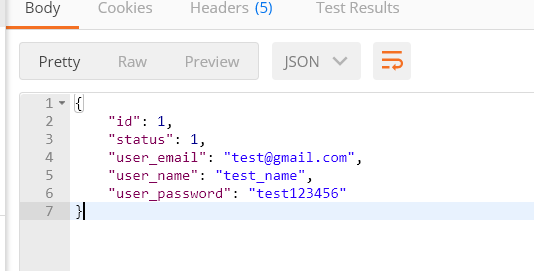 Body Cookies Headers (5) Test Results
Pretty Raw Preview JSON
1 {
2 "id": 1,
3 "status": 1,
4 "user_email": "test@gmail.com",
5 "user_name": "test_name",
6 "user_password": "test123456"
7 }